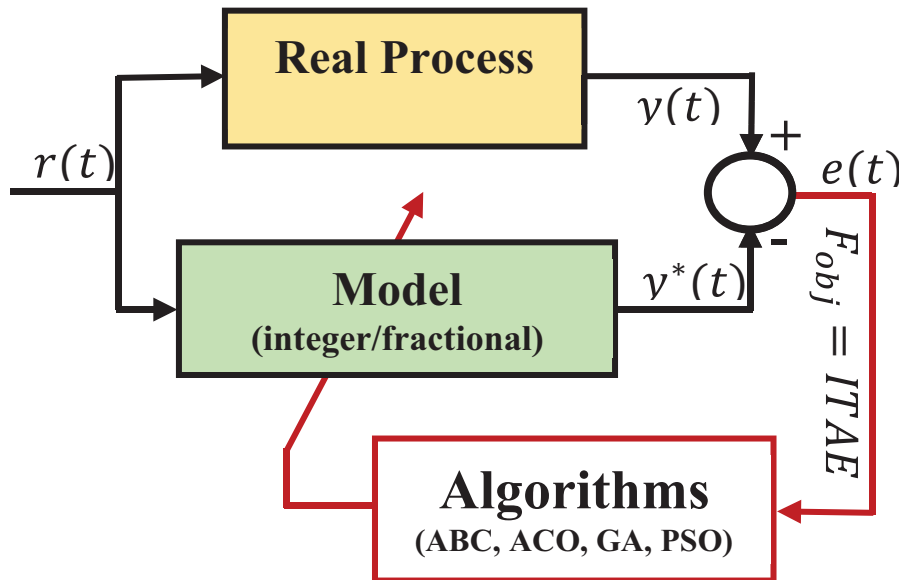 Real Process
r(t)
y(t)
+
e(t)
-
Model
(integer/fractional)
y*(t)
F_obj = ITAE
Algorithms
(ABC, ACO, GA, PSO)